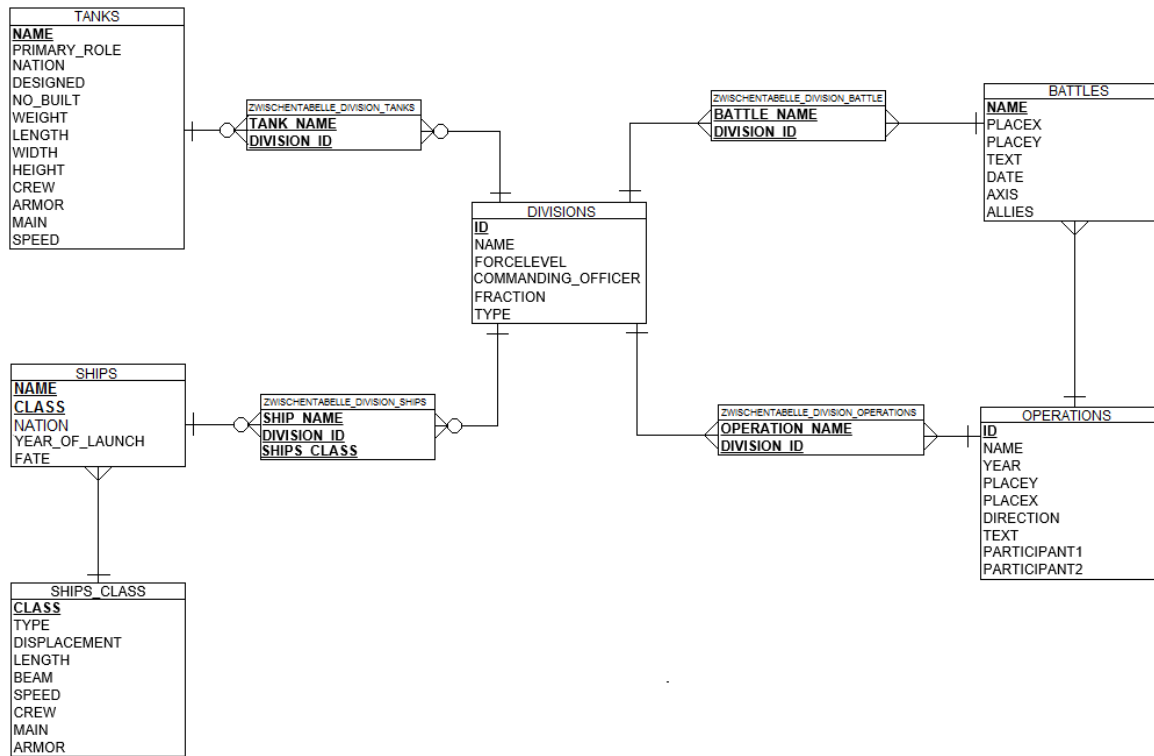 TANKS
NAME
PRIMARY_ROLE
NATION
DESIGNED
NO_BUILT
WEIGHT
LENGTH
WIDTH
HEIGHT
CREW
ARMOR
MAIN
SPEED
ZWISCHENTABELLE_DIVISION_TANKS
TANK_NAME
DIVISION_ID
ZWISCHENTABELLE_DIVISION_BATTLE
BATTLE_NAME
DIVISION_ID
BATTLES
NAME
PLACEX
PLACEY
TEXT
DATE
AXIS
ALLIES
DIVISIONS
ID
NAME
FORCELEVEL
COMMANDING_OFFICER
FRACTION
TYPE
SHIPS
NAME
CLASS
NATION
YEAR_OF_LAUNCH
FATE
ZWISCHENTABELLE_DIVISION_SHIPS
SHIP_NAME
DIVISION_ID
SHIPS_CLASS
ZWISCHENTABELLE_DIVISION_OPERATIONS
OPERATION_NAME
DIVISION_ID
OPERATIONS
ID
NAME
YEAR
PLACEY
PLACEX
DIRECTION
TEXT
PARTICIPANT1
PARTICIPANT2
SHIPS_CLASS
CLASS
TYPE
DISPLACEMENT
LENGTH
BEAM
SPEED
CREW
MAIN
ARMOR